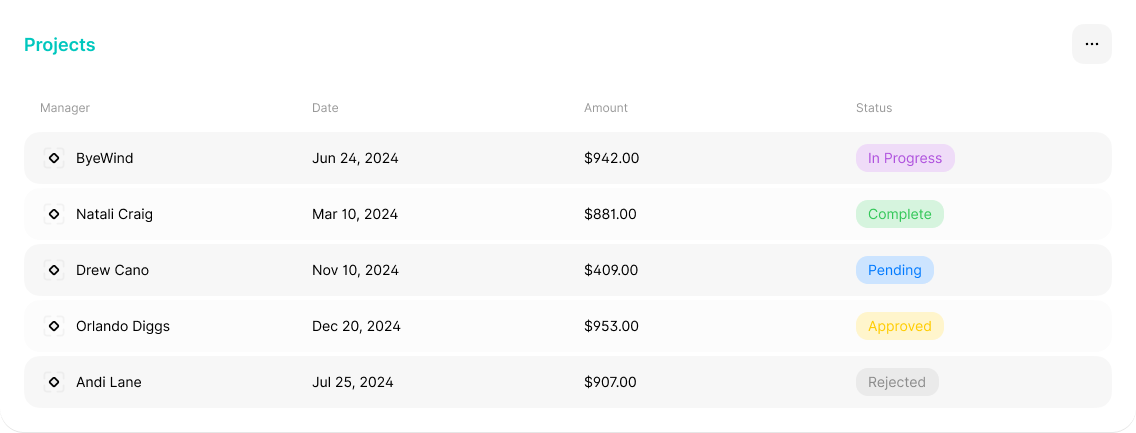 Projects
...
Manager Date Amount Status
ByeWind Jun 24, 2024 $942.00 In Progress
Natali Craig Mar 10, 2024 $881.00 Complete
Drew Cano Nov 10, 2024 $409.00 Pending
Orlando Diggs Dec 20, 2024 $953.00 Approved
Andi Lane Jul 25, 2024 $907.00 Rejected